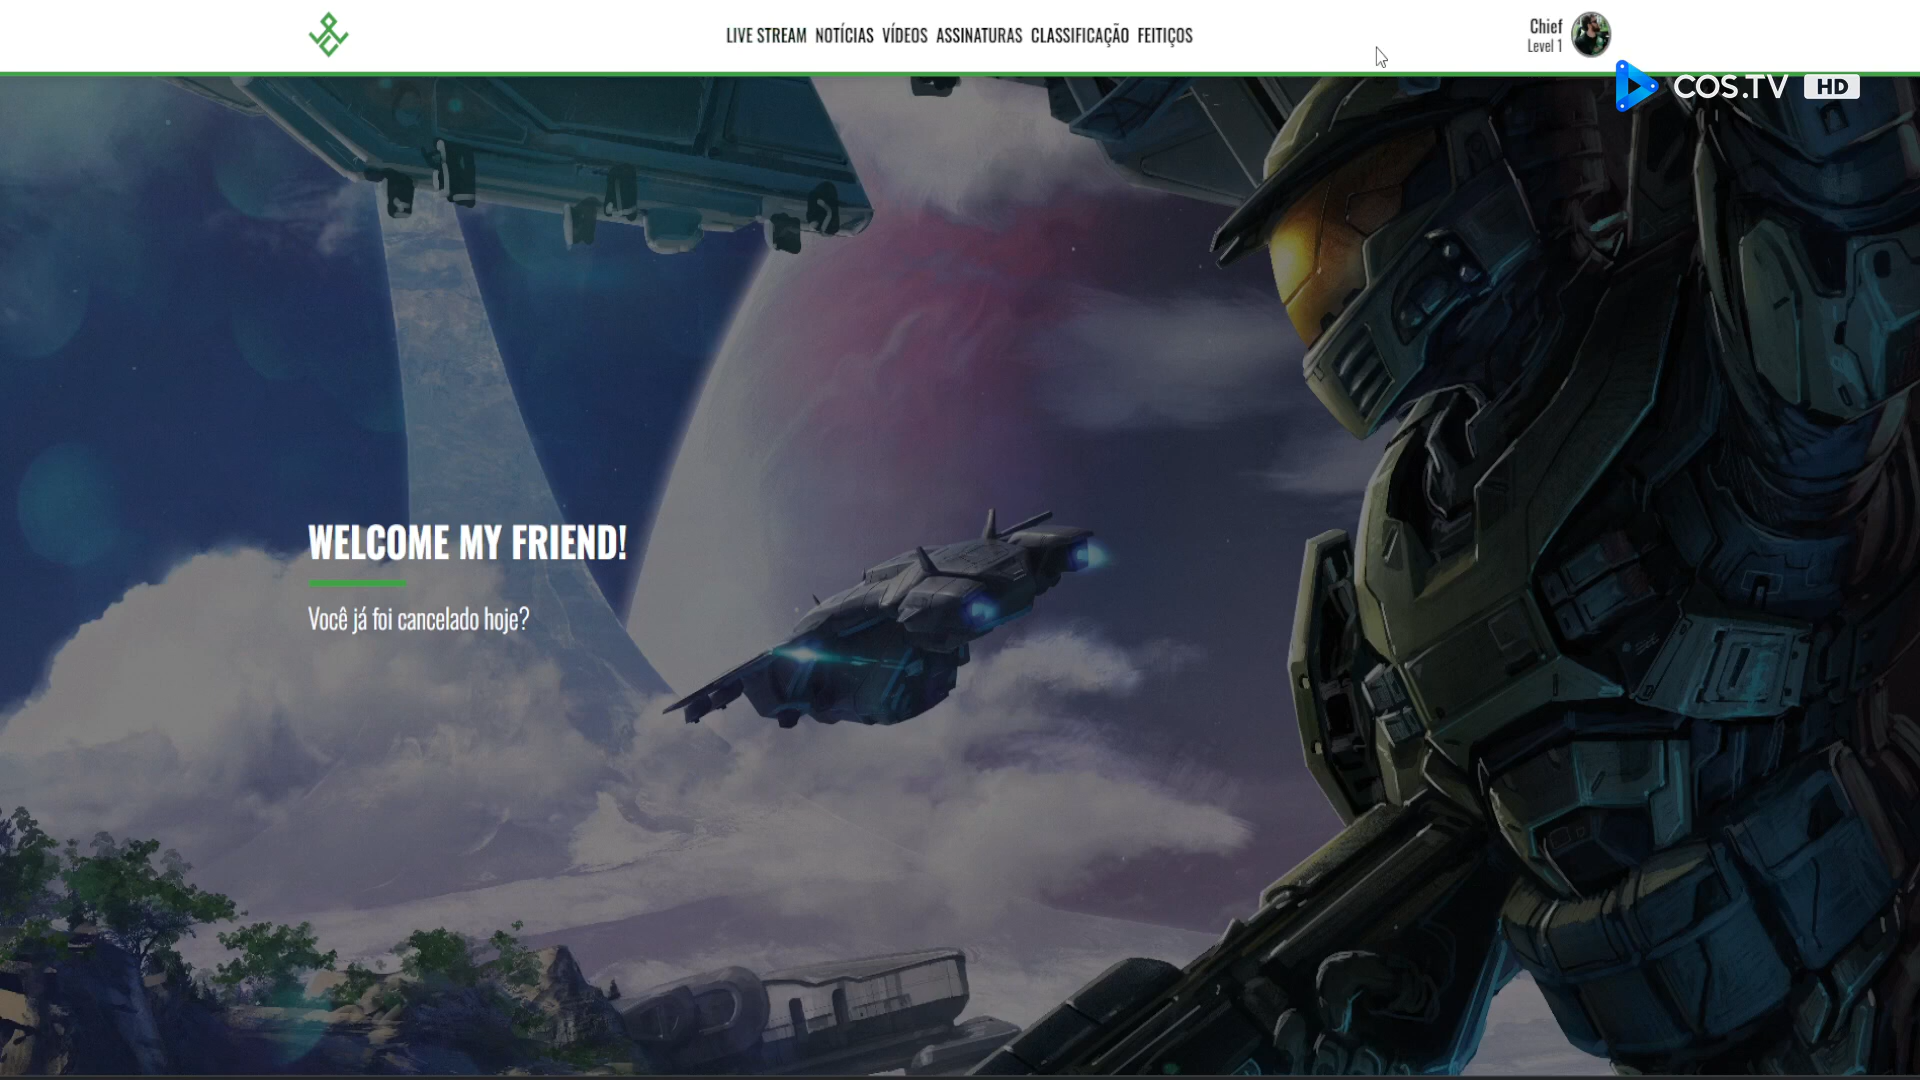 LIVE STREAM NOTÍCIAS VÍDEOS ASSINATURAS CLASSIFICAÇÃO FEITIÇOS
Chief
Level 1
COS.TV HD
WELCOME MY FRIEND!
Você já foi cancelado hoje?